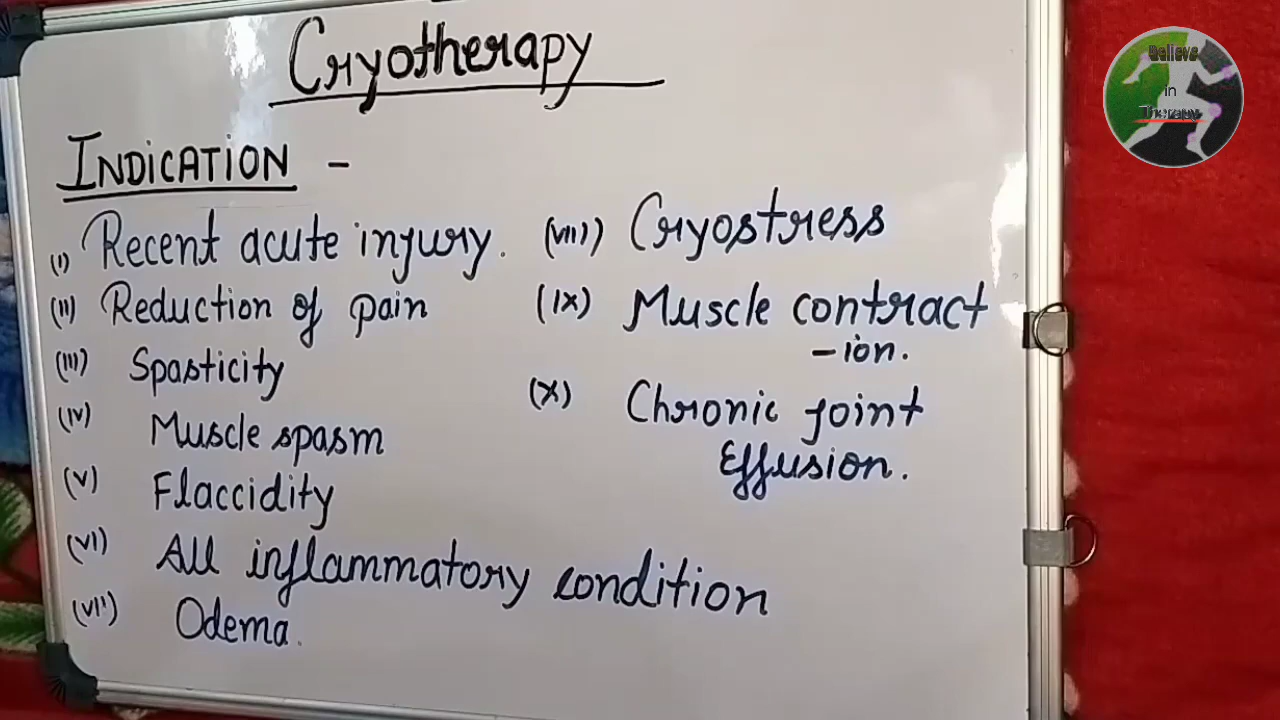 Cryotherapy
INDICATION -
(I) Recent acute injury.
(II) Reduction of pain
(III) Spasticity
(IV) Muscle spasm
(V) Flaccidity
(VI) All inflammatory condition
(VII) Odema.
(VIII) Cryostress
(IX) Muscle contract
-ion.
(X) Chronic joint
Effusion.
Believe
in
Therapy